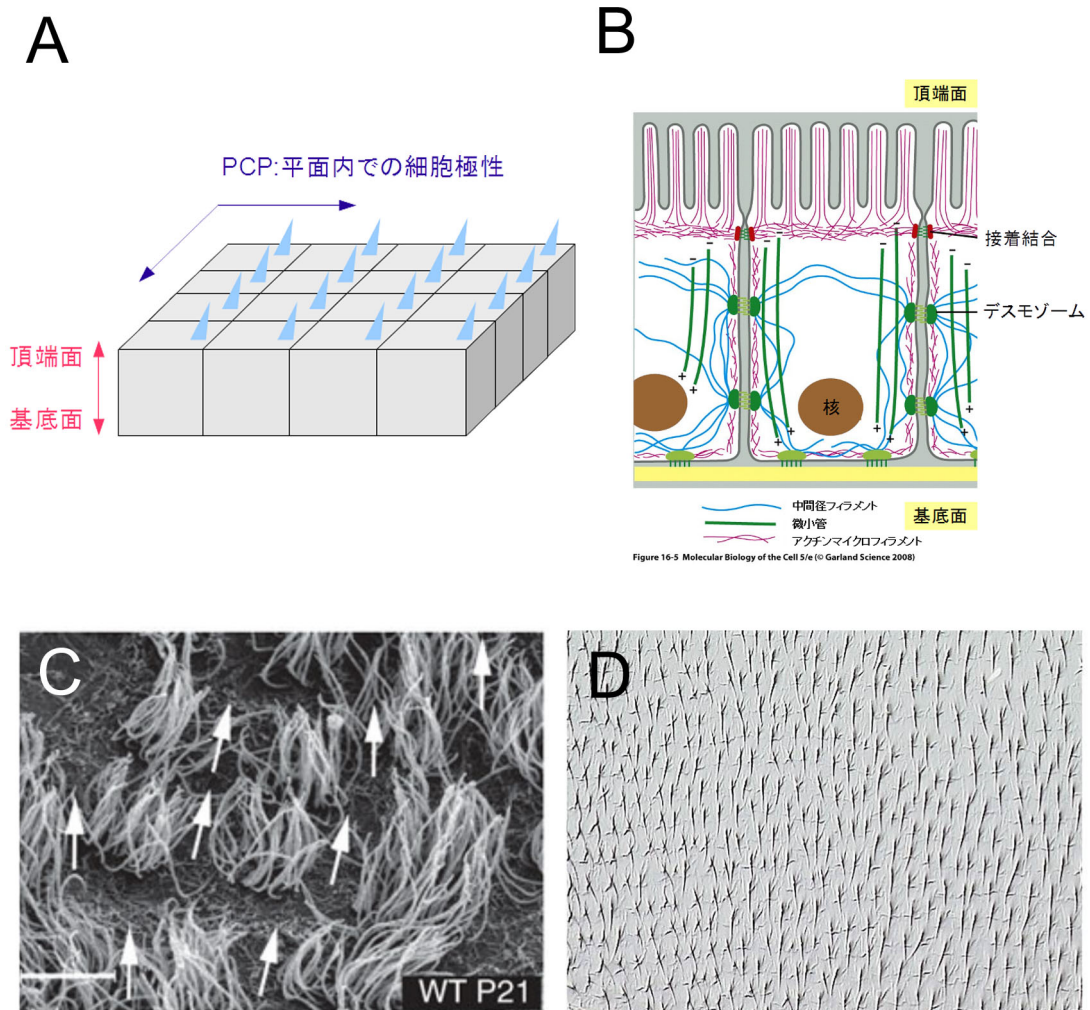 A
B
頂端面
PCP:平面内での細胞極性
接着結合
デスモゾーム
頂端面
基底面
核
中間径フィラメント
微小管
アクチンマイクロフィラメント
基底面
Figure 16-5 Molecular Biology of the Cell 5/e (© Garland Science 2008)
C
D
WT P21